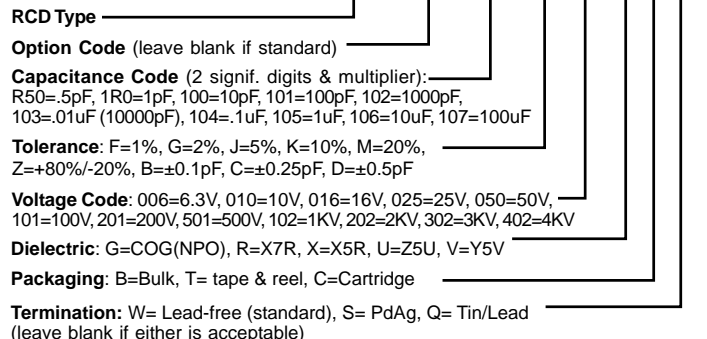 RCD Type
Option Code (leave blank if standard)
Capacitance Code (2 signif. digits & multiplier):
R50=.5pF, 1R0=1pF, 100=10pF, 101=100pF, 102=1000pF,
103=.01uF (10000pF), 104=.1uF, 105=1uF, 106=10uF, 107=100uF
Tolerance: F=1%, G=2%, J=5%, K=10%, M=20%,
Z=+80%/-20%, B=±0.1pF, C=±0.25pF, D=±0.5pF
Voltage Code: 006=6.3V, 010=10V, 016=16V, 025=25V, 050=50V,
101=100V, 201=200V, 501=500V, 102=1KV, 202=2KV, 302=3KV, 402=4KV
Dielectric: G=COG(NPO), R=X7R, X=X5R, U=Z5U, V=Y5V
Packaging: B=Bulk, T= tape & reel, C=Cartridge
Termination: W= Lead-free (standard), S= PdAg, Q= Tin/Lead
(leave blank if either is acceptable)